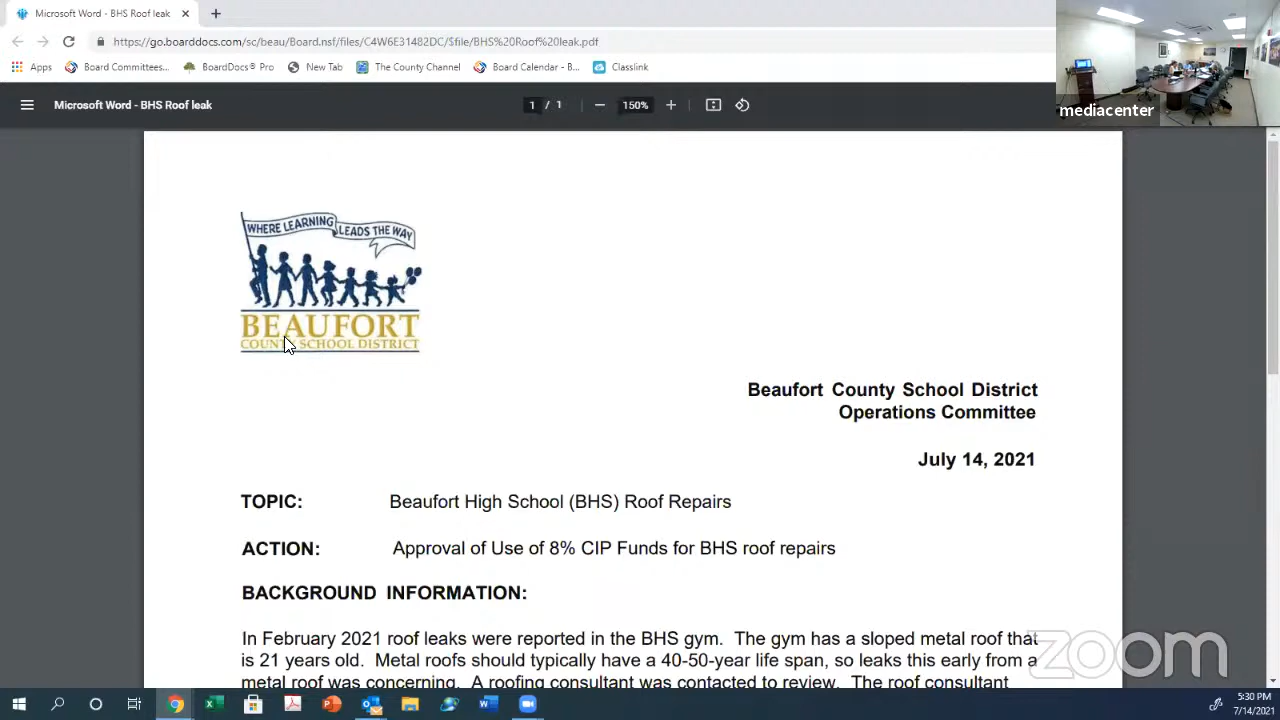 Microsoft Word - BHS Roof leak
https://go.boarddocs.com/sc/beau/Board.nsf/files/C4W6E31482DC/$file/BHS%20Roof%20leak.pdf
Apps Board Committees... BoardDocs® Pro New Tab The County Channel Board Calendar - B... Classlink
Microsoft Word - BHS Roof leak 1 / 1 150%
mediacenter
WHERE LEARNING LEADS THE WAY
BEAUFORT
COUNTY SCHOOL DISTRICT
Beaufort County School District
Operations Committee
July 14, 2021
TOPIC: Beaufort High School (BHS) Roof Repairs
ACTION: Approval of Use of 8% CIP Funds for BHS roof repairs
BACKGROUND INFORMATION:
In February 2021 roof leaks were reported in the BHS gym. The gym has a sloped metal roof that
is 21 years old. Metal roofs should typically have a 40-50-year life span, so leaks this early from a
metal roof was concerning. A roofing consultant was contacted to review. The roof consultant
zoom
5:30 PM
7/14/2021